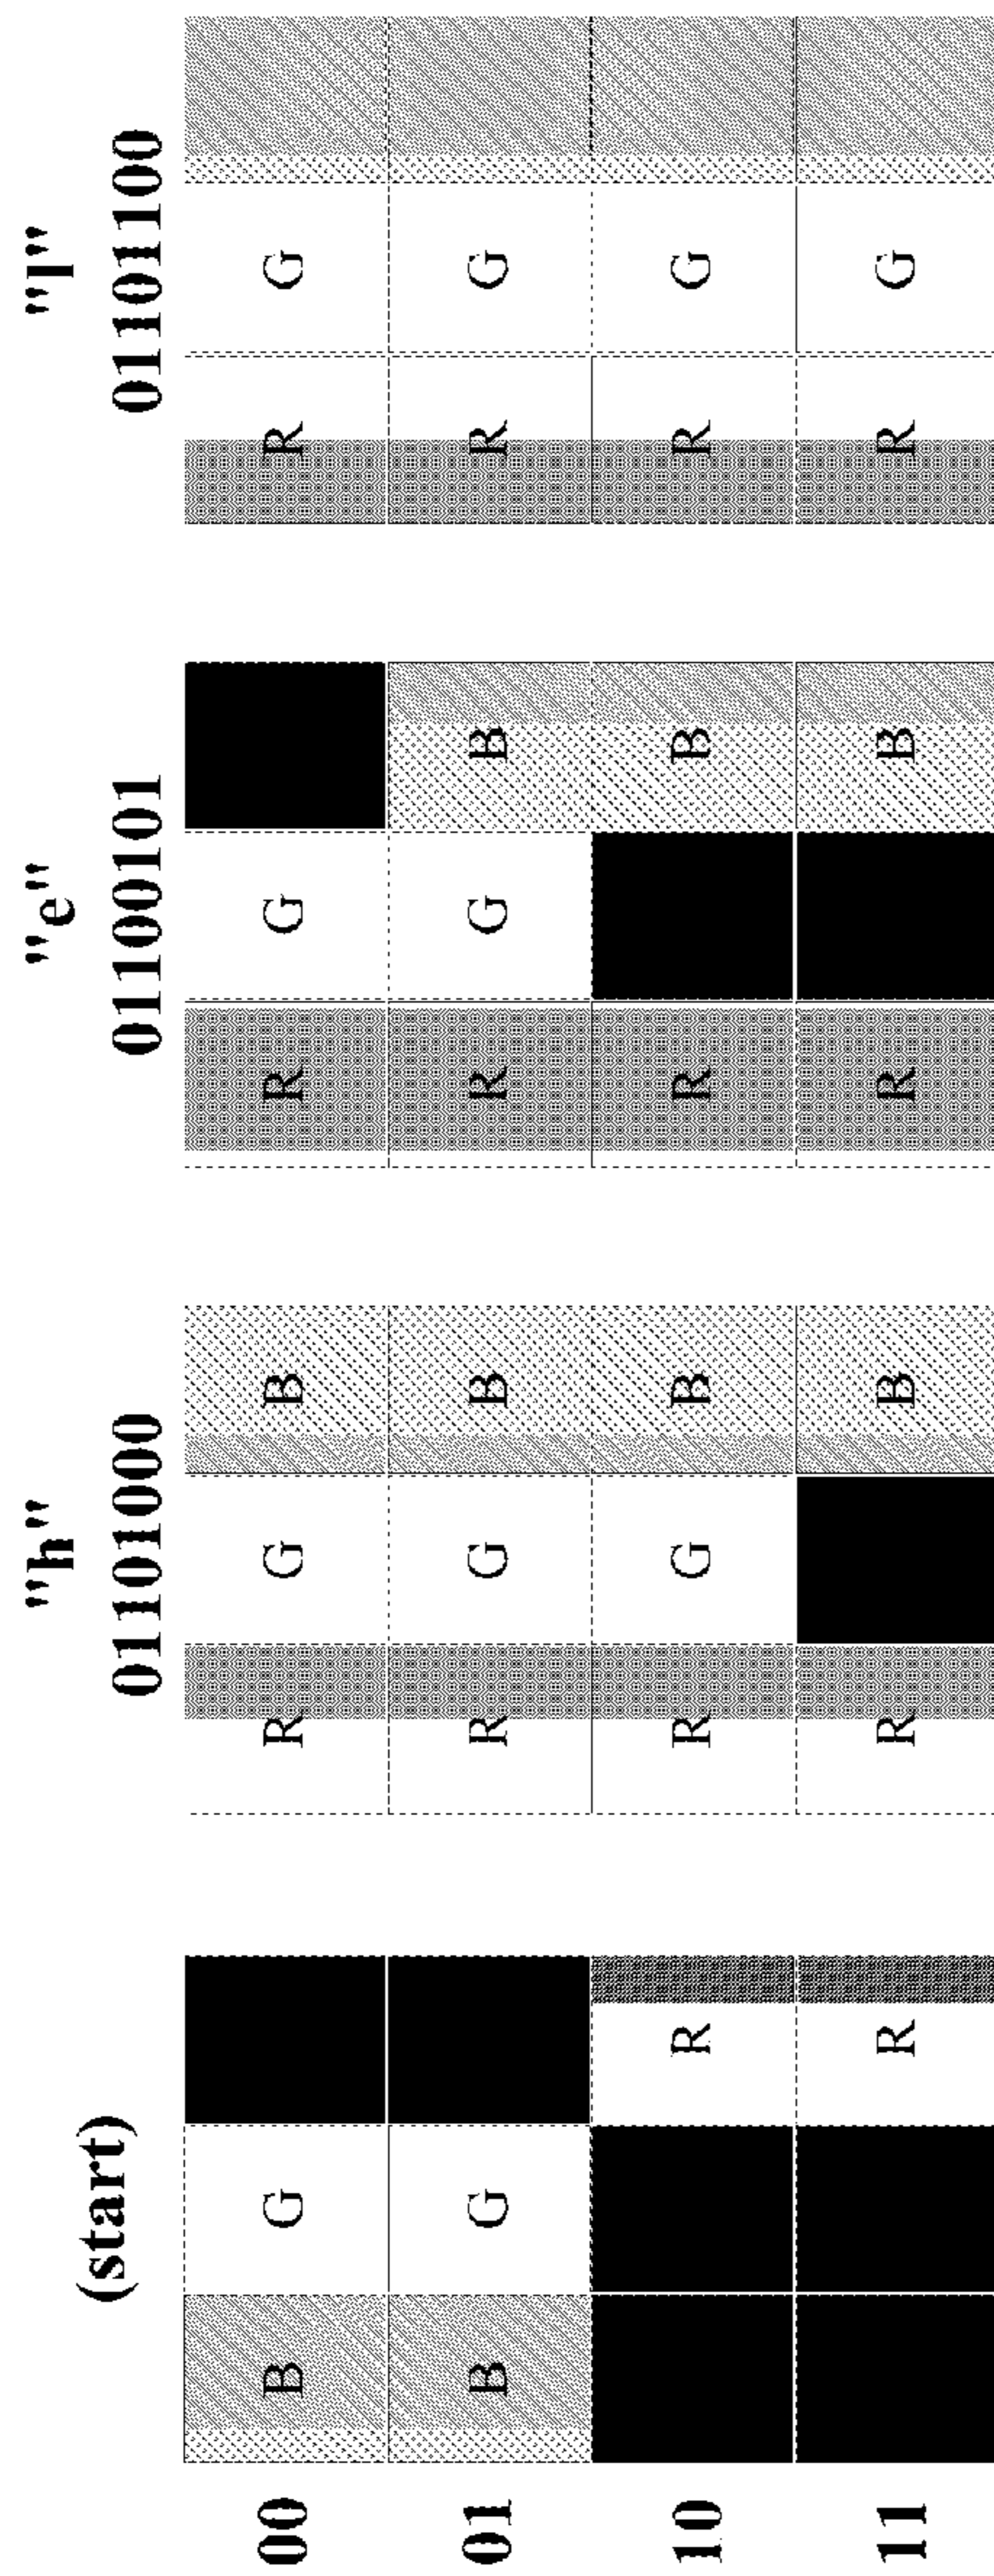 "h" "e" "l"
(start)
01101000 01100101 01101100
00 B G R G B R G R G
01 B G R G B R G B R G
10 R R G B R B R G
11 R R B R B R G